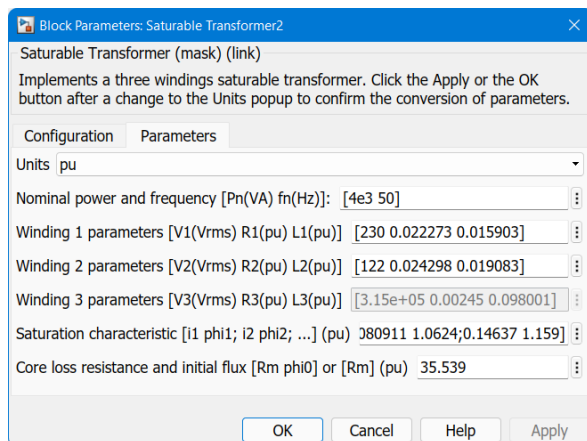 Block Parameters: Saturable Transformer2
Saturable Transformer (mask) (link)
Implements a three windings saturable transformer. Click the Apply or the OK
button after a change to the Units popup to confirm the conversion of parameters.
Configuration Parameters
Units pu
Nominal power and frequency [Pn(VA) fn(Hz)]: [4e3 50]
Winding 1 parameters [V1(Vrms) R1(pu) L1(pu)] [230 0.022273 0.015903]
Winding 2 parameters [V2(Vrms) R2(pu) L2(pu)] [122 0.024298 0.019083]
Winding 3 parameters [V3(Vrms) R3(pu) L3(pu)] [3.15e+05 0.00245 0.098001]
Saturation characteristic [i1 phi1; i2 phi2; ...] (pu) 080911 1.0624;0.14637 1.159]
Core loss resistance and initial flux [Rm phi0] or [Rm] (pu) 35.539
OK Cancel Help Apply